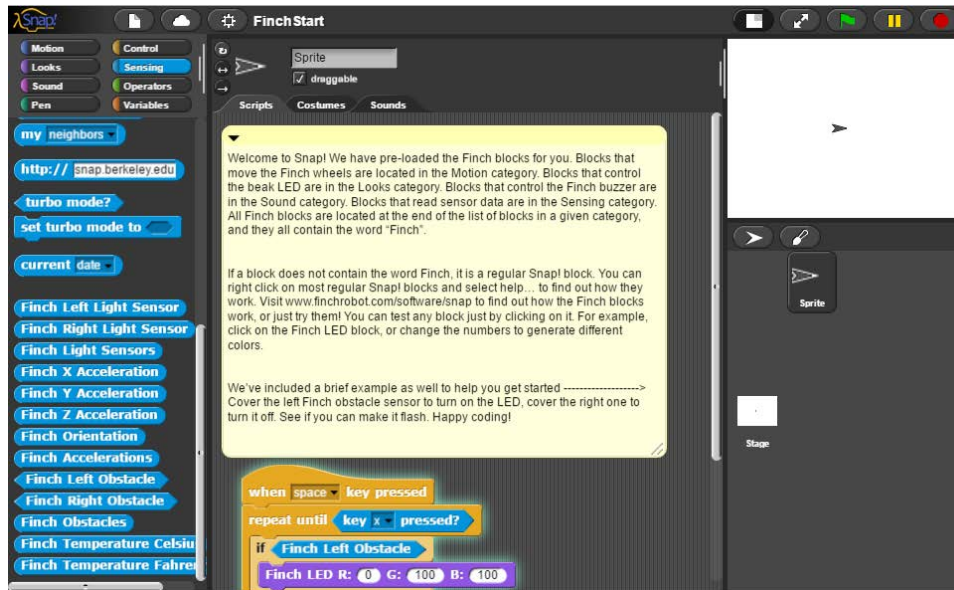 Snap!
FinchStart
Motion
Control
Looks
Sensing
Sound
Operators
Pen
Variables
my neighbors
http:// snap.berkeley.edu
turbo mode?
set turbo mode to
current date
Finch Left Light Sensor
Finch Right Light Sensor
Finch Light Sensors
Finch X Acceleration
Finch Y Acceleration
Finch Z Acceleration
Finch Orientation
Finch Accelerations
Finch Left Obstacle
Finch Right Obstacle
Finch Obstacles
Finch Temperature Celsiu
Finch Temperature Fahre
Sprite
draggable
Scripts Costumes Sounds
Welcome to Snap! We have pre-loaded the Finch blocks for you. Blocks that
move the Finch wheels are located in the Motion category. Blocks that control
the beak LED are in the Looks category. Blocks that control the Finch buzzer are
in the Sound category. Blocks that read sensor data are in the Sensing category.
All Finch blocks are located at the end of the list of blocks in a given category,
and they all contain the word “Finch”.
If a block does not contain the word Finch, it is a regular Snap! block. You can
right click on most regular Snap! blocks and select help… to find out how they
work. Visit www.finchrobot.com/software/snap to find out how the Finch blocks
work, or just try them! You can test any block just by clicking on it. For example,
click on the Finch LED block, or change the numbers to generate different
colors.
We’ve included a brief example as well to help you get started ------------------->
Cover the left Finch obstacle sensor to turn on the LED, cover the right one to
turn it off. See if you can make it flash. Happy coding!
when space key pressed
repeat until key x pressed?
if Finch Left Obstacle
Finch LED R: 0 G: 100 B: 100
Sprite
Stage